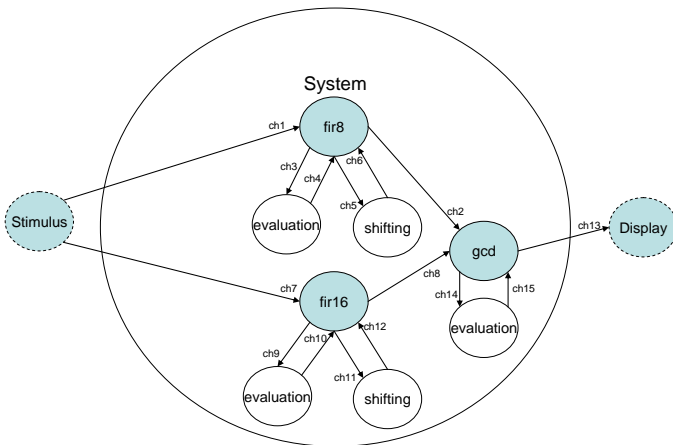 System
ch1
fir8
ch3
ch4
ch6
ch5
evaluation
shifting
ch2
Stimulus
ch13
Display
gcd
ch7
ch8
fir16
ch14
ch15
evaluation
ch9
ch10
ch12
ch11
evaluation
shifting